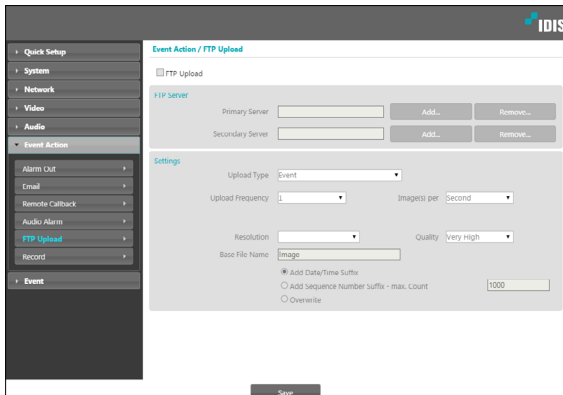 IDIS
Quick Setup
System
Network
Video
Audio
Event Action
Alarm Out
Email
Remote Callback
Audio Alarm
FTP Upload
Record
Event
Event Action / FTP Upload
FTP Upload
FTP Server
Primary Server Add... Remove...
Secondary Server Add... Remove...
Settings
Upload Type Event
Upload Frequency 1 Image(s) per Second
Resolution Quality Very High
Base File Name Image
Add Date/Time Suffix
Add Sequence Number Suffix - max. Count 1000
Overwrite
Save